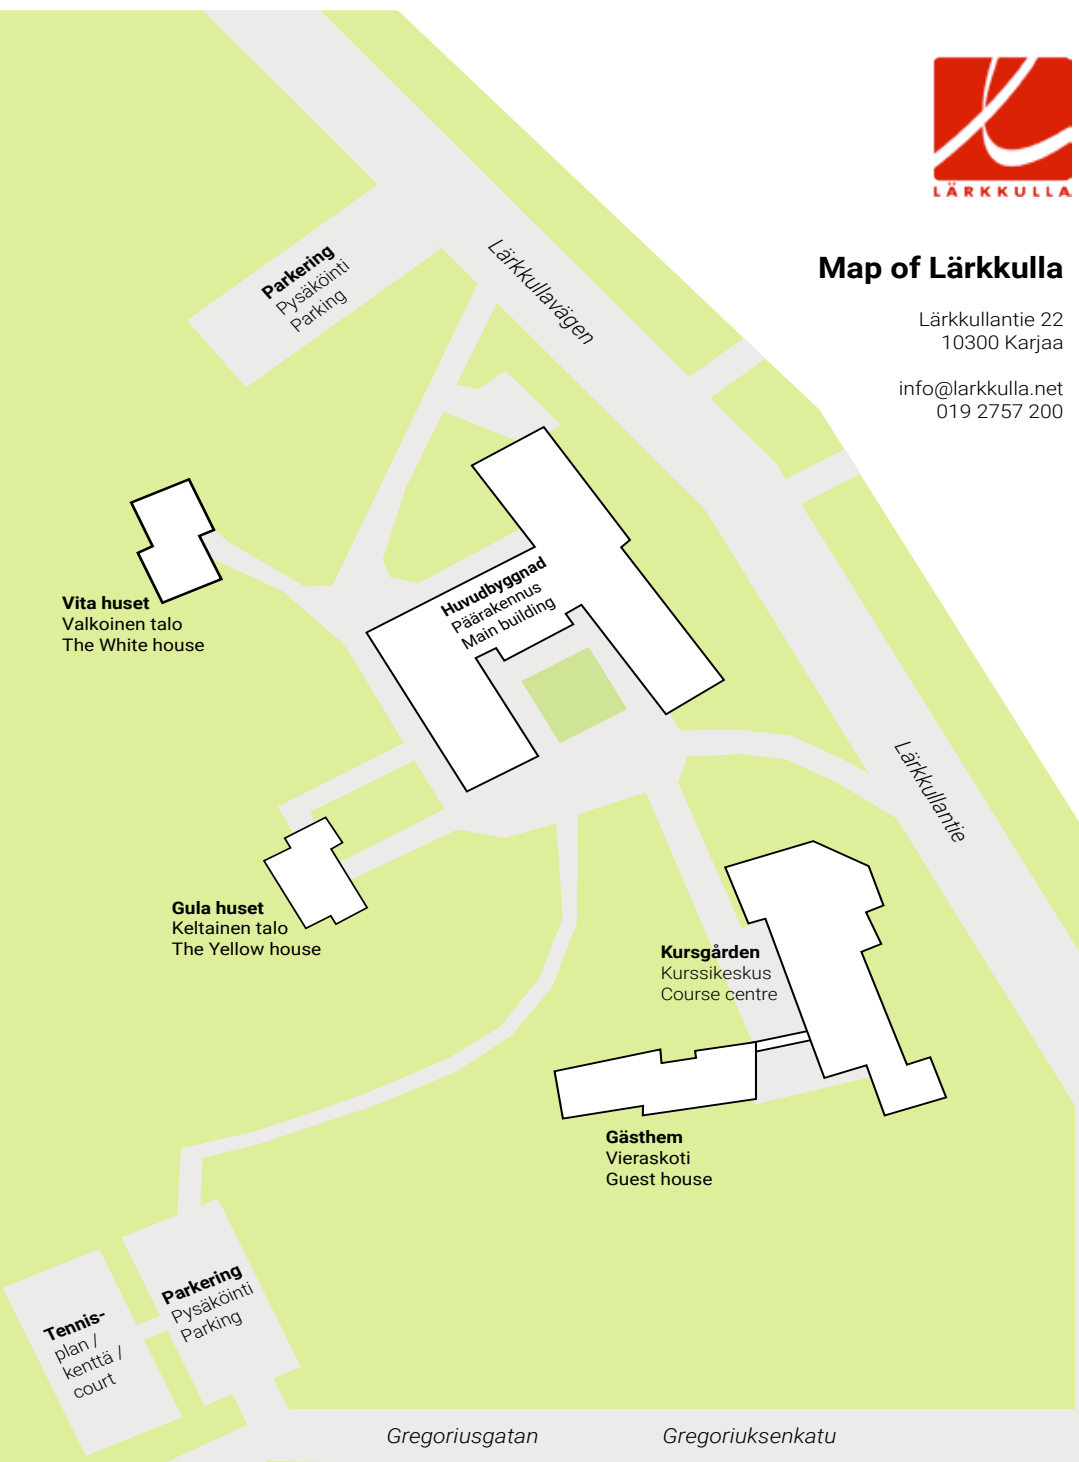 LÄRKKULLA
Map of Lärkkulla
Lärkkullantie 22
10300 Karjaa
info@larkkulla.net
019 2757 200
Parkering
Pysäköinti
Parking
Lärkkullavägen
Huvudbyggnad
Päärakennus
Main building
Vita huset
Valkoinen talo
The White house
Lärkkullantie
Gula huset
Keltainen talo
The Yellow house
Kursgården
Kurssikeskus
Course centre
Gästhem
Vieraskoti
Guest house
Parkering
Pysäköinti
Parking
Tennis-
plan /
kenttä /
court
Gregoriusgatan
Gregoriuksenkatu